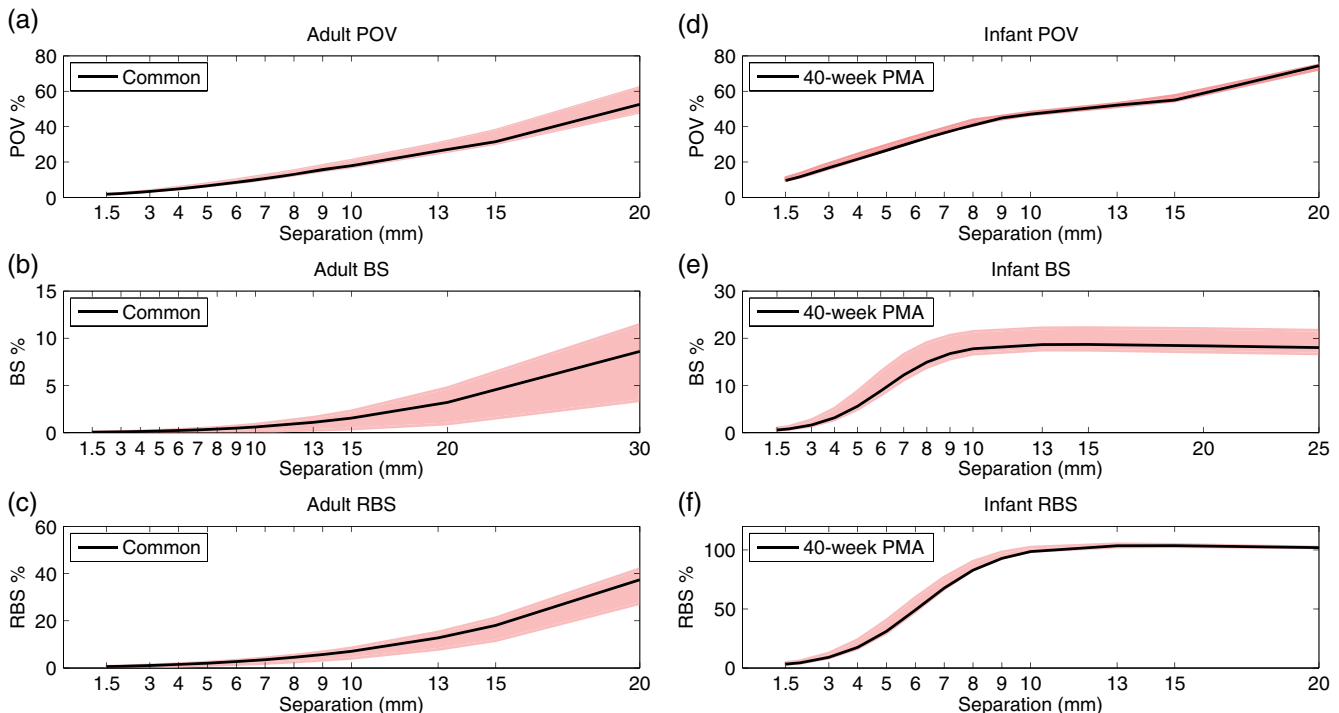 (a)
Adult POV
POV %
80
60
40
20
0
Common
1.5 3 4 5 6 7 8 9 10 13 15 20
Separation (mm)
(b)
Adult BS
BS %
15
10
5
0
Common
1.5 3 4 5 6 7 8 9 10 13 15 20 30
Separation (mm)
(c)
Adult RBS
RBS %
60
40
20
0
Common
1.5 3 4 5 6 7 8 9 10 13 15 20
Separation (mm)
(d)
Infant POV
POV %
80
60
40
20
0
40-week PMA
1.5 3 4 5 6 7 8 9 10 13 15 20
Separation (mm)
(e)
Infant BS
BS %
30
20
10
0
40-week PMA
1.5 3 4 5 6 7 8 9 10 13 15 20 25
Separation (mm)
(f)
Infant RBS
RBS %
100
50
0
40-week PMA
1.5 3 4 5 6 7 8 9 10 13 15 20
Separation (mm)